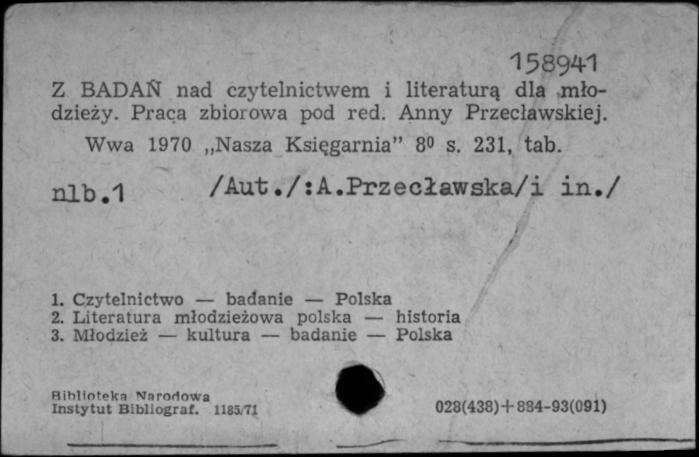 158941
Z BADAŃ nad czytelnictwem i literaturą dla mło-
dzieży. Praca zbiorowa pod red. Anny Przecławskiej.
Wwa 1970 „Nasza Księgarnia” 8⁰ s. 231, tab.
nlb.1 /Aut./:A.Przecławska/i in./
1. Czytelnictwo — badanie — Polska
2. Literatura młodzieżowa polska — historia
3. Młodzież — kultura — badanie — Polska
Biblioteka Narodowa
Instytut Bibliograf. 1185/71 028(438)+884-93(091)